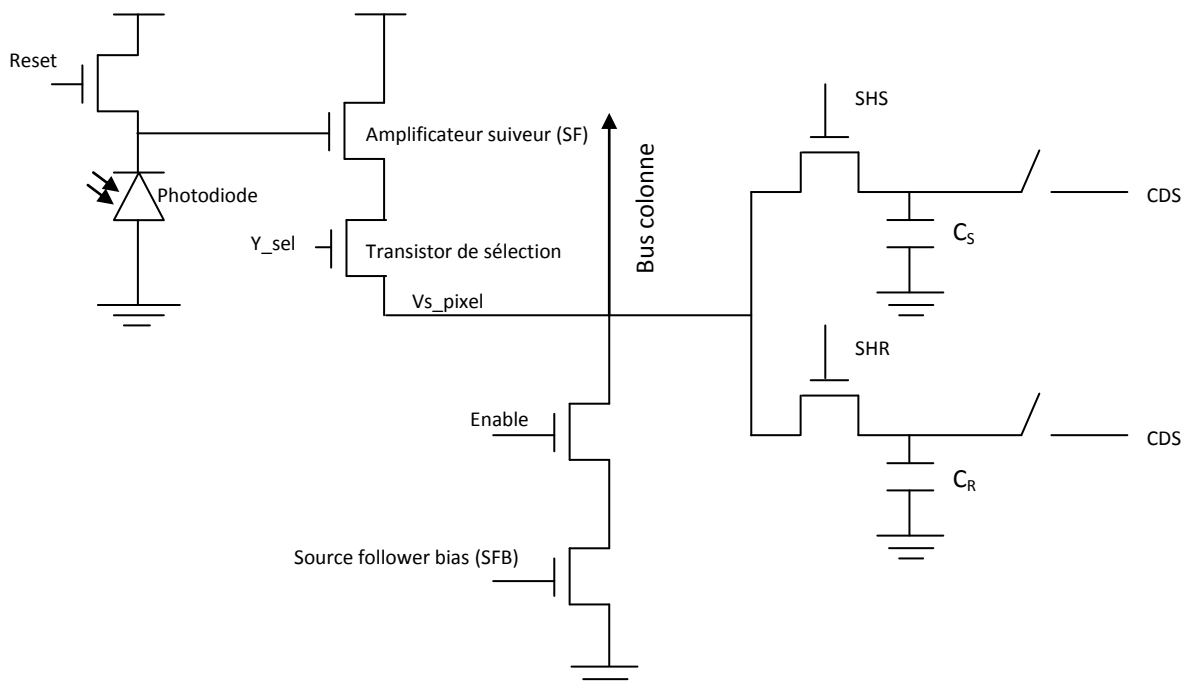 Reset
SHS
Amplificateur suiveur (SF)
Bus colonne
Photodiode
CDS
Y_sel
Transistor de sélection
CS
Vs_pixel
SHR
Enable
CDS
CR
Source follower bias (SFB)